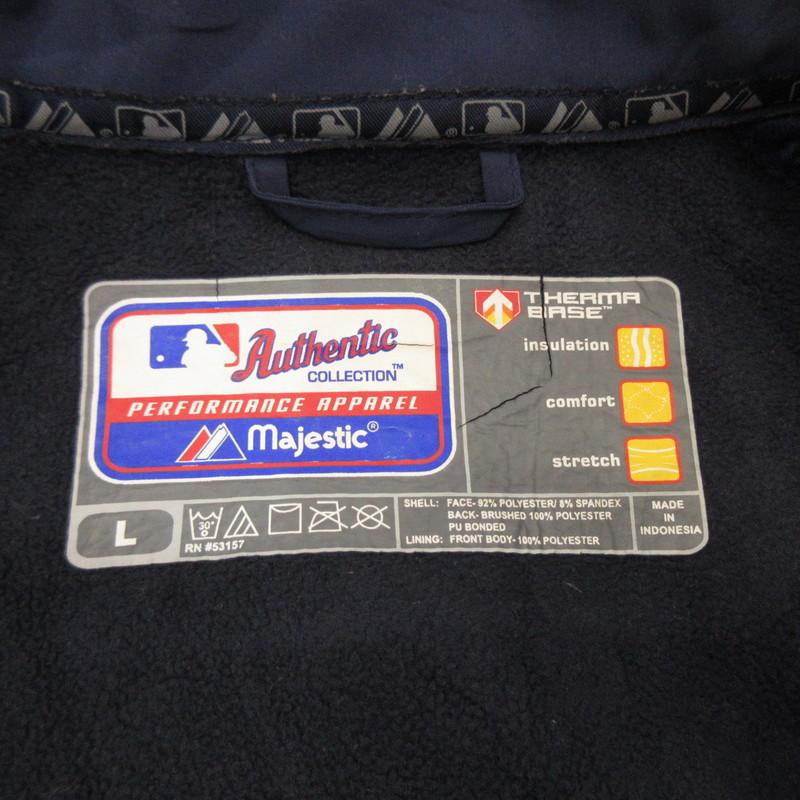 Authentic
COLLECTION™
PERFORMANCE APPAREL
Majestic®
THERMA
BASE™
insulation
comfort
stretch
L
30°
RN #53157
SHELL: FACE- 92% POLYESTER/ 8% SPANDEX
BACK- BRUSHED 100% POLYESTER
PU BONDED
LINING: FRONT BODY- 100% POLYESTER
MADE
IN
INDONESIA